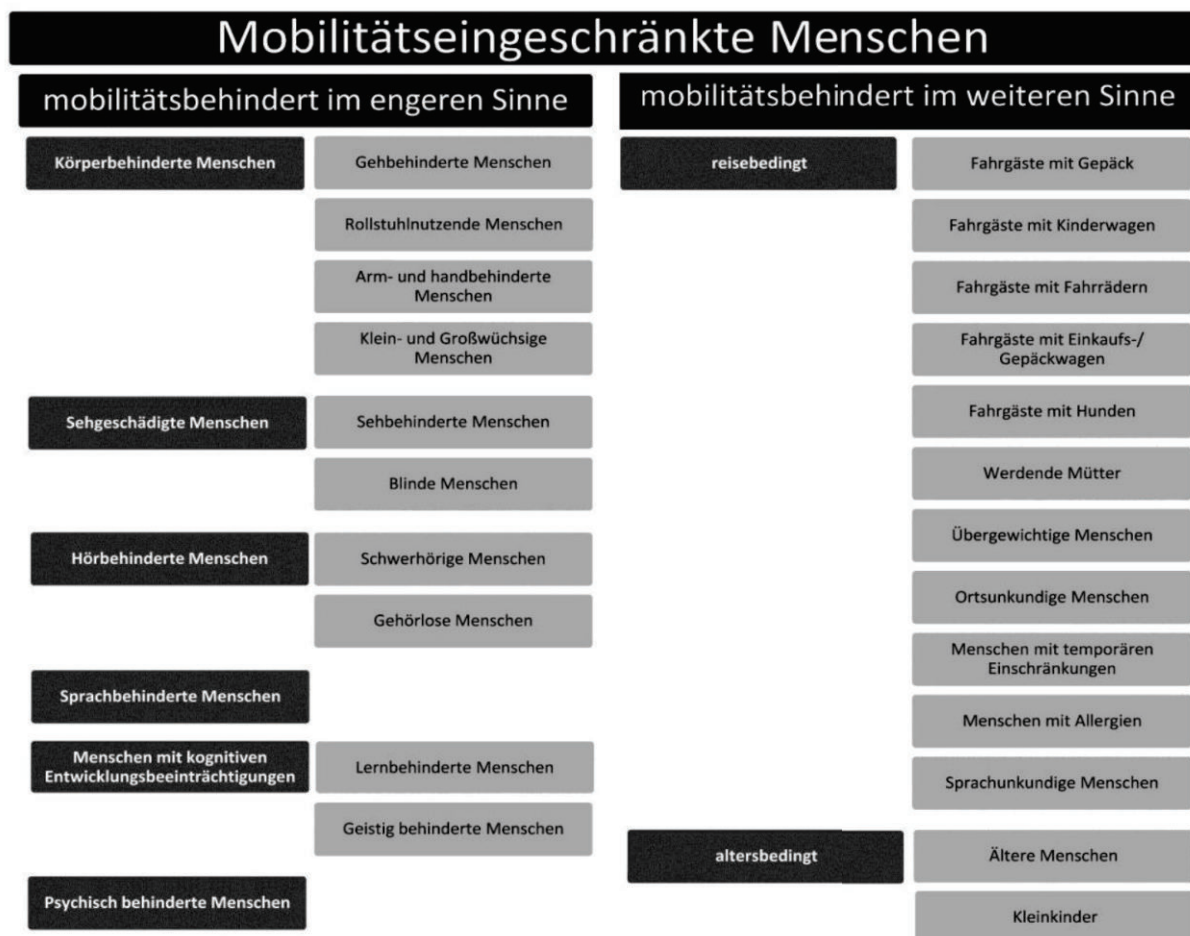 Mobilitätseingeschränkte Menschen
mobilitätsbehindert im engeren Sinne
Körperbehinderte Menschen
Gehbehinderte Menschen
Rollstuhlnutzende Menschen
Arm- und handbehinderte
Menschen
Klein- und Großwüchsige
Menschen
Sehgeschädigte Menschen
Sehbehinderte Menschen
Blinde Menschen
Hörbehinderte Menschen
Schwerhörige Menschen
Gehörlose Menschen
Sprachbehinderte Menschen
Menschen mit kognitiven
Entwicklungsbeeinträchtigungen
Lernbehinderte Menschen
Geistig behinderte Menschen
Psychisch behinderte Menschen
mobilitätsbehindert im weiteren Sinne
reisebedingt
Fahrgäste mit Gepäck
Fahrgäste mit Kinderwagen
Fahrgäste mit Fahrrädern
Fahrgäste mit Einkaufs-/
Gepäckwagen
Fahrgäste mit Hunden
Werdende Mütter
Übergewichtige Menschen
Ortsunkundige Menschen
Menschen mit temporären
Einschränkungen
Menschen mit Allergien
Sprachunkundige Menschen
altersbedingt
Ältere Menschen
Kleinkinder